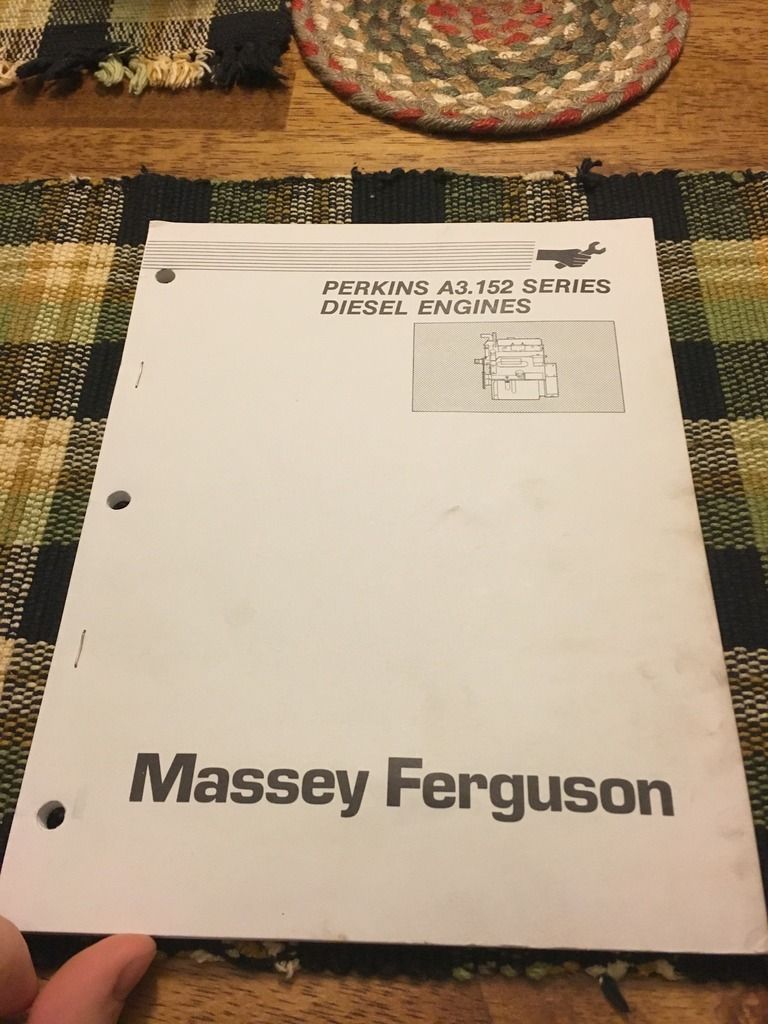 PERKINS A3.152 SERIES
DIESEL ENGINES
Massey Ferguson